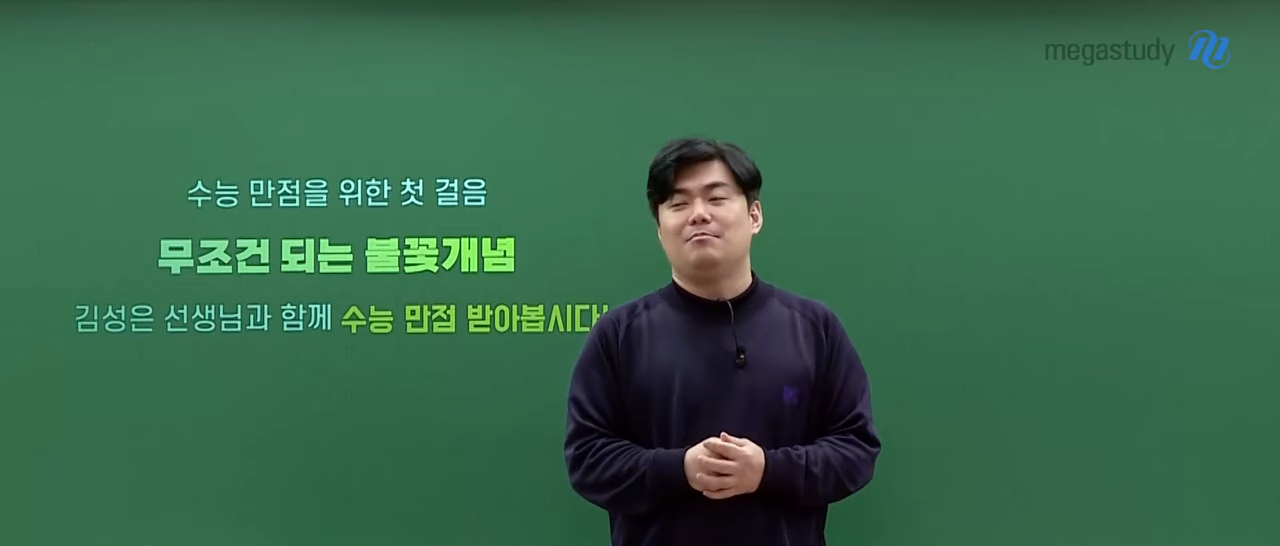 megastudy
수능 만점을 위한 첫 걸음
무조건 되는 불꽃개념
김성은 선생님과 함께 수능 만점 받아봅시다!